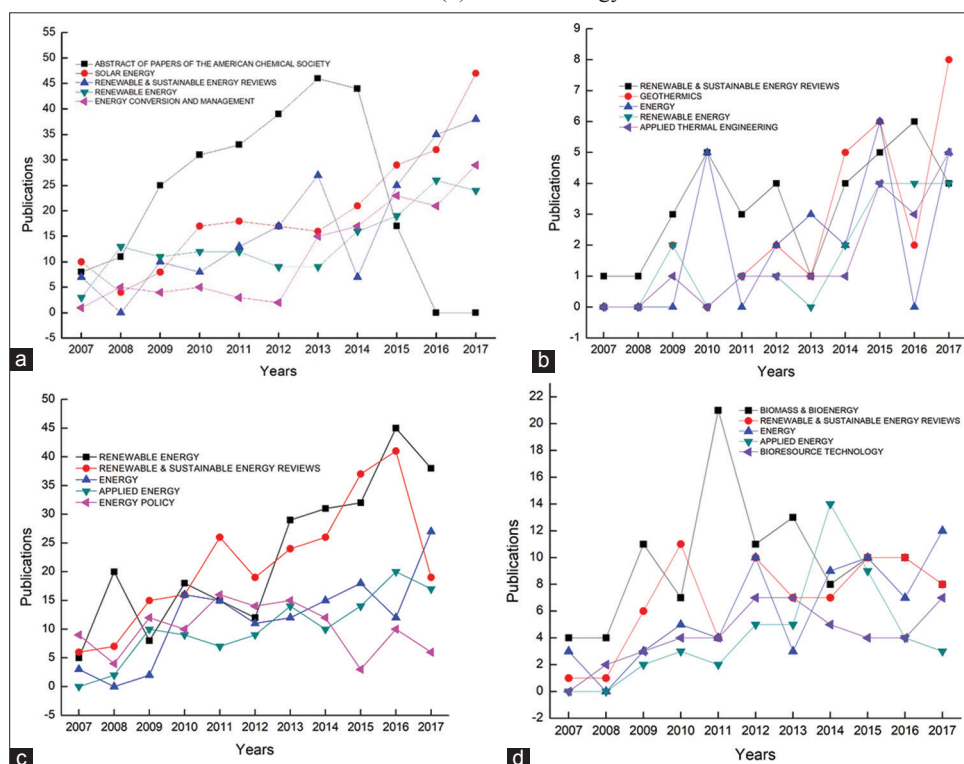 ABSTRACT OF PAPERS OF THE AMERICAN CHEMICAL SOCIETY
SOLAR ENERGY
RENEWABLE & SUSTAINABLE ENERGY REVIEWS
RENEWABLE ENERGY
ENERGY CONVERSION AND MANAGEMENT
Publications
55
50
45
40
35
30
25
20
15
10
5
0
-5
2007 2008 2009 2010 2011 2012 2013 2014 2015 2016 2017
Years
a
RENEWABLE & SUSTAINABLE ENERGY REVIEWS
GEOTHERMICS
ENERGY
RENEWABLE ENERGY
APPLIED THERMAL ENGINEERING
Publications
9
8
7
6
5
4
3
2
1
0
-1
2007 2008 2009 2010 2011 2012 2013 2014 2015 2016 2017
Years
b
RENEWABLE ENERGY
RENEWABLE & SUSTAINABLE ENERGY REVIEWS
ENERGY
APPLIED ENERGY
ENERGY POLICY
Publications
50
45
40
35
30
25
20
15
10
5
0
-5
2007 2008 2009 2010 2011 2012 2013 2014 2015 2016 2017
Years
c
BIOMASS & BIOENERGY
RENEWABLE & SUSTAINABLE ENERGY REVIEWS
ENERGY
APPLIED ENERGY
BIORESOURCE TECHNOLOGY
Publications
22
20
18
16
14
12
10
8
6
4
2
0
-2
2007 2008 2009 2010 2011 2012 2013 2014 2015 2016 2017
Years
d